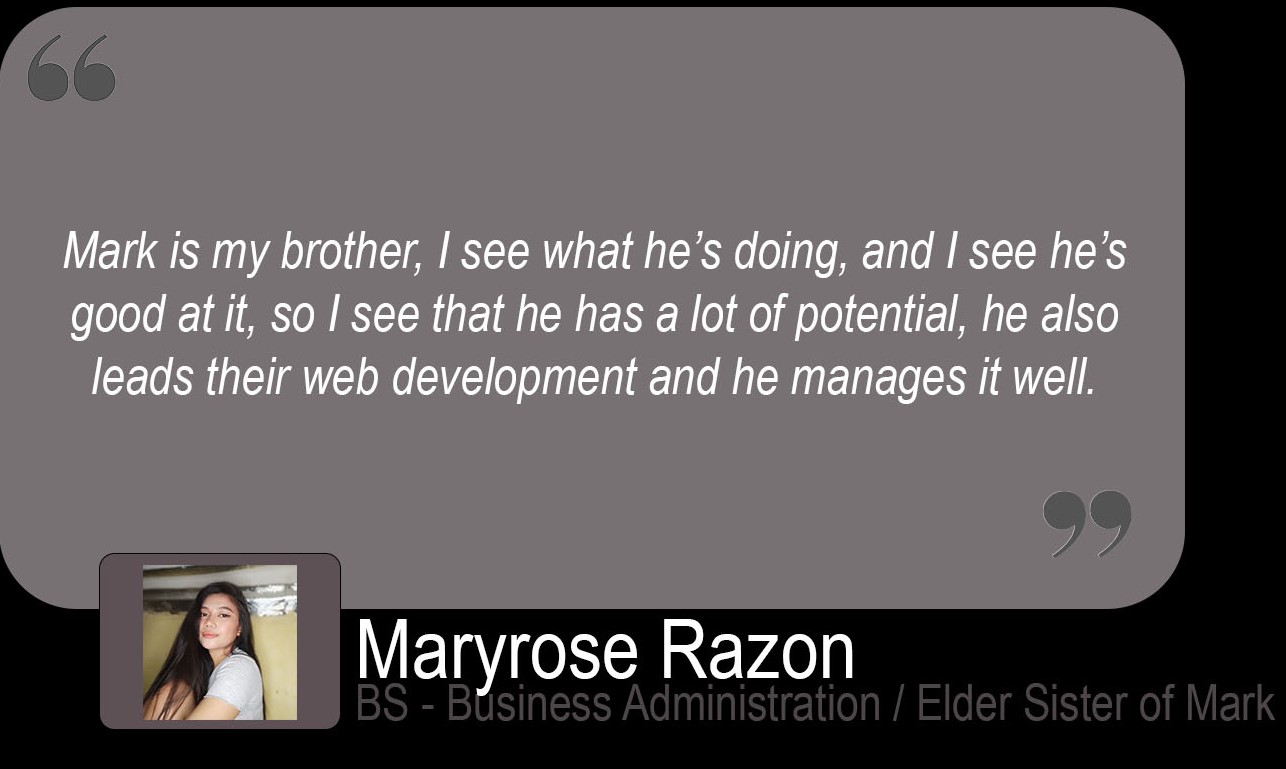 “
Mark is my brother, I see what he’s doing, and I see he’s
good at it, so I see that he has a lot of potential, he also
leads their web development and he manages it well.
”
Maryrose Razon
BS - Business Administration / Elder Sister of Mark